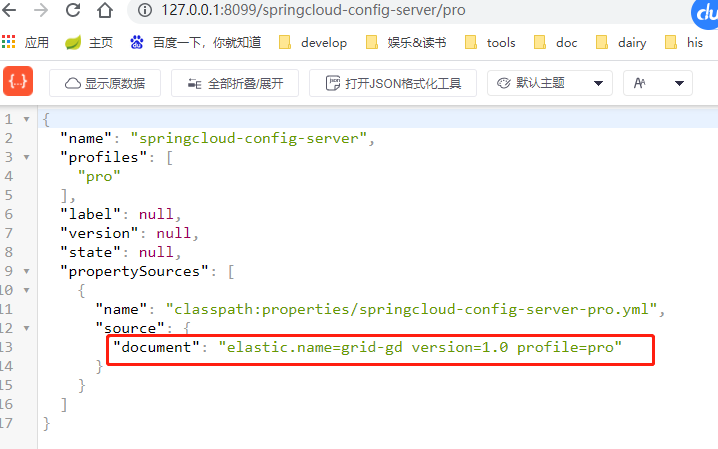 127.0.0.1:8099/springcloud-config-server/pro
应用 主页 百度一下，你就知道 develop 娱乐&读书 tools doc dairy his
{..} 显示原数据 全部折叠/展开 打开JSON格式化工具 默认主题 AA
1 {
2 "name": "springcloud-config-server",
3 "profiles": [
4 "pro"
5 ],
6 "label": null,
7 "version": null,
8 "state": null,
9 "propertySources": [
10 {
11 "name": "classpath:properties/springcloud-config-server-pro.yml",
12 "source": {
13 "document": "elastic.name=grid-gd version=1.0 profile=pro"
14 }
15 }
16 ]
17 }